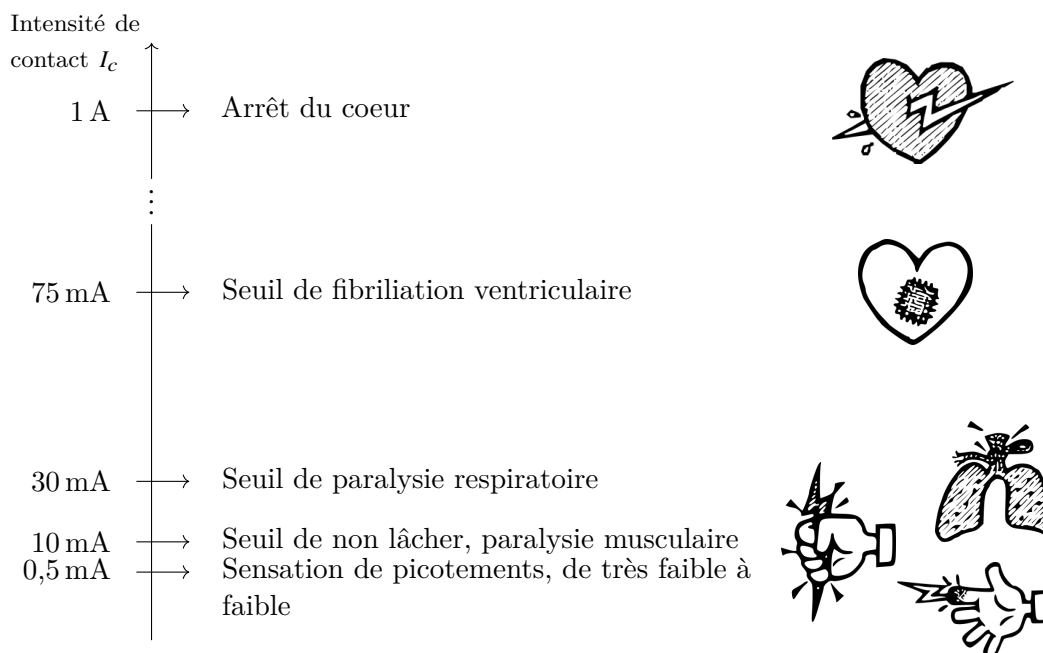 Intensité de
contact Ic
1 A Arrêt du coeur
⋮
75 mA Seuil de fibriliation ventriculaire
30 mA Seuil de paralysie respiratoire
10 mA Seuil de non lâcher, paralysie musculaire
0,5 mA Sensation de picotements, de très faible à
faible